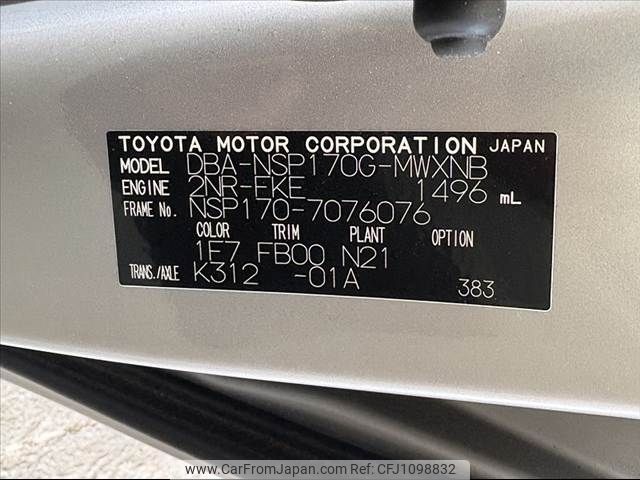 TOYOTA MOTOR CORPORATION JAPAN
MODEL DBA-NSP170G-MWXNB
ENGINE 2NR-FKE 1496 mL
FRAME No. NSP170-7076076
COLOR TRIM PLANT OPTION
1E7 FB00 N21
TRANS./AXLE K312 -01A
383
www.CarFromJapan.com Ref: CFJ1098832